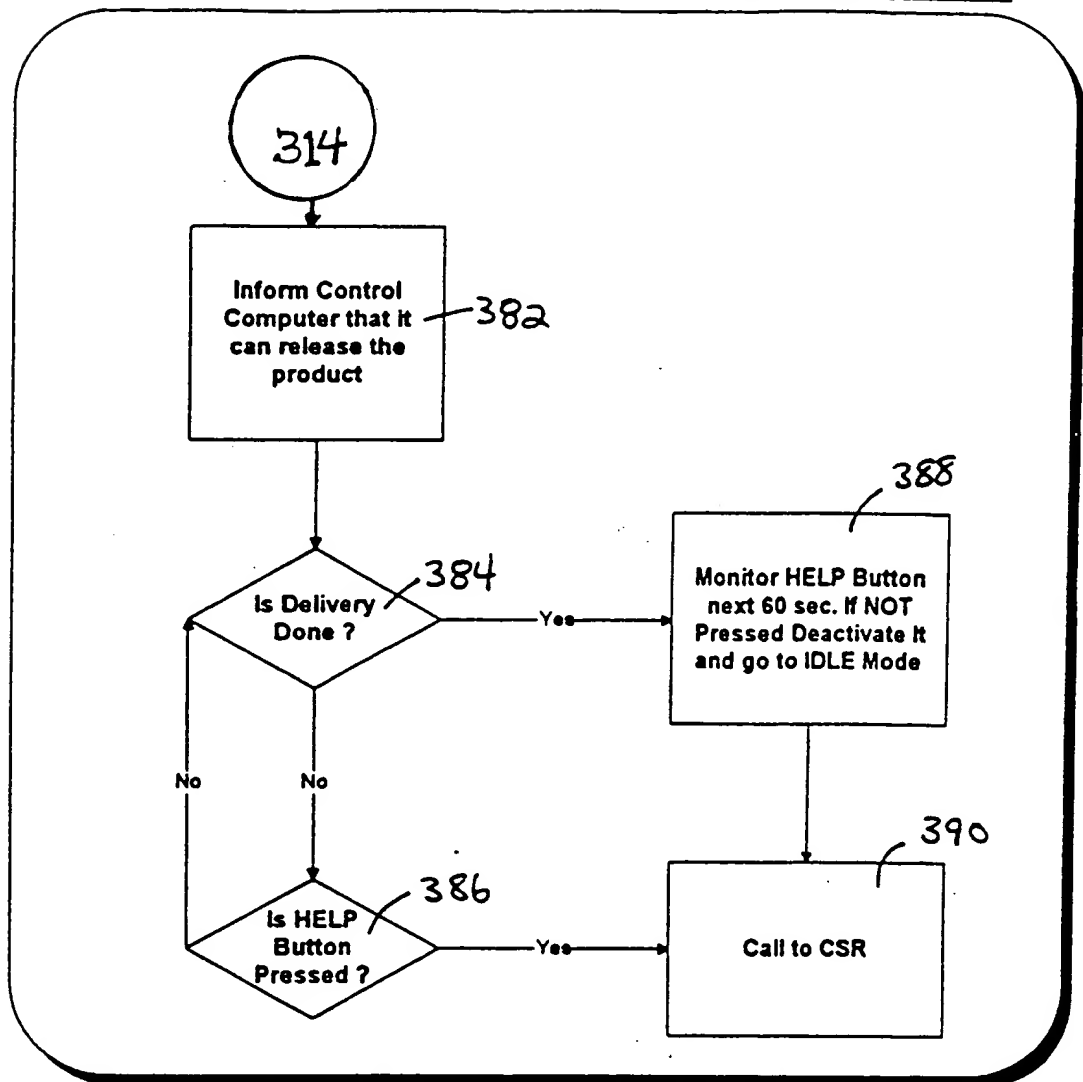 314
Inform Control
Computer that it
can release the
product
382
Is Delivery
Done ?
384
Yes
388
Monitor HELP Button
next 60 sec. If NOT
Pressed Deactivate It
and go to IDLE Mode
No
No
390
Is HELP
Button
Pressed ?
386
Yes
Call to CSR